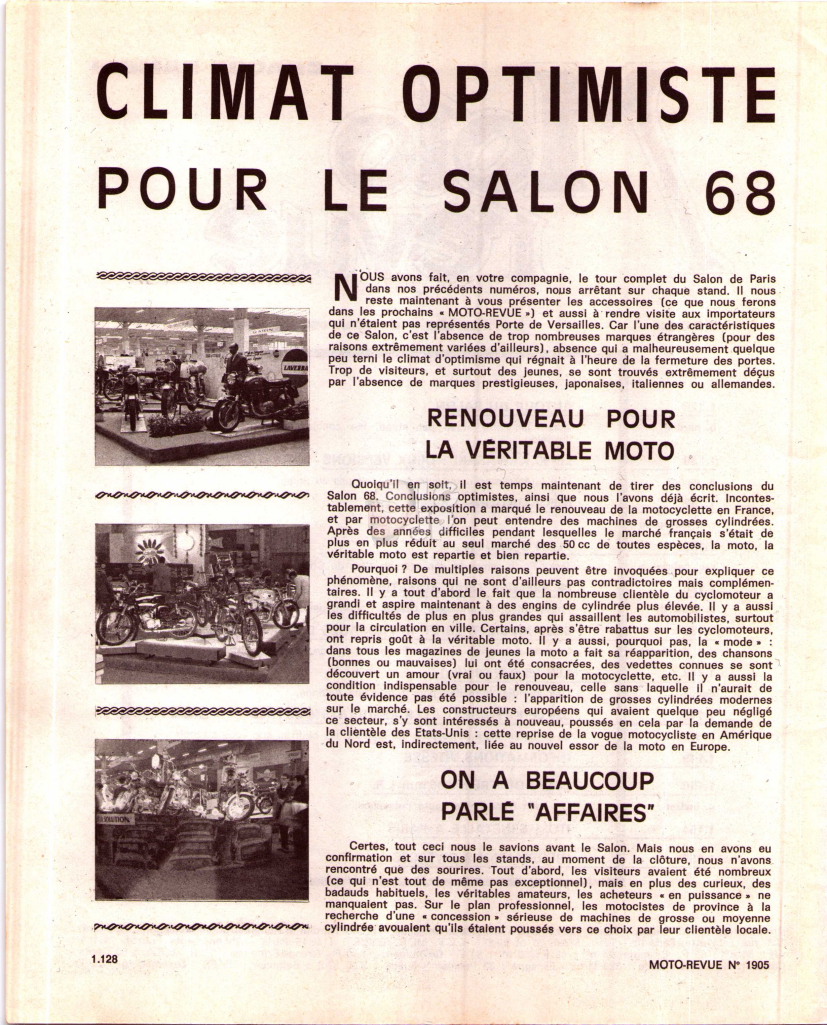 CLIMAT OPTIMISTE
POUR LE SALON 68
NOUS avons fait, en votre compagnie, le tour complet du Salon de Paris
dans nos précédents numéros, nous arrêtant sur chaque stand. Il nous
reste maintenant à vous présenter les accessoires (ce que nous ferons
dans les prochains « MOTO-REVUE ») et aussi à rendre visite aux importateurs
qui n'étaient pas représentés Porte de Versailles. Car l'une des caractéristiques
de ce Salon, c'est l'absence de trop nombreuses marques étrangères (pour des
raisons extrêmement variées d'ailleurs), absence qui a malheureusement quelque
peu terni le climat d'optimisme qui régnait à l'heure de la fermeture des portes.
Trop de visiteurs, et surtout des jeunes, se sont trouvés extrêmement déçus
par l'absence de marques prestigieuses, japonaises, italiennes ou allemandes.
LAVERDA
RENOUVEAU POUR
LA VÉRITABLE MOTO
Quoiqu'il en soit, il est temps maintenant de tirer des conclusions du
Salon 68. Conclusions optimistes, ainsi que nous l'avons déjà écrit. Incontes-
tablement, cette exposition a marqué le renouveau de la motocyclette en France,
et par motocyclette l'on peut entendre des machines de grosses cylindrées.
Après des années difficiles pendant lesquelles le marché français s'était de
plus en plus réduit au seul marché des 50 cc de toutes espèces, la moto, la
véritable moto est repartie et bien repartie.
Pourquoi ? De multiples raisons peuvent être invoquées pour expliquer ce
phénomène, raisons qui ne sont d'ailleurs pas contradictoires mais complémen-
taires. Il y a tout d'abord le fait que la nombreuse clientèle du cyclomoteur a
grandi et aspire maintenant à des engins de cylindrée plus élevée. Il y a aussi
les difficultés de plus en plus grandes qui assaillent les automobilistes, surtout
pour la circulation en ville. Certains, après s'être rabattus sur les cyclomoteurs,
ont repris goût à la véritable moto. Il y a aussi, pourquoi pas, la « mode » :
dans tous les magazines de jeunes la moto a fait sa réapparition, des chansons
(bonnes ou mauvaises) lui ont été consacrées, des vedettes connues se sont
découvert un amour (vrai ou faux) pour la motocyclette, etc. Il y a aussi la
condition indispensable pour le renouveau, celle sans laquelle il n'aurait de
toute évidence pas été possible : l'apparition de grosses cylindrées modernes
sur le marché. Les constructeurs européens qui avaient quelque peu négligé
ce secteur, s'y sont intéressés à nouveau, poussés en cela par la demande de
la clientèle des Etats-Unis : cette reprise de la vogue motocycliste en Amérique
du Nord est, indirectement, liée au nouvel essor de la moto en Europe.
ON A BEAUCOUP
PARLÉ "AFFAIRES"
Certes, tout ceci nous le savions avant le Salon. Mais nous en avons eu
confirmation et sur tous les stands, au moment de la clôture, nous n'avons
rencontré que des sourires. Tout d'abord, les visiteurs avaient été nombreux
(ce qui n'est tout de même pas exceptionnel), mais en plus des curieux, des
badauds habituels, les véritables amateurs, les acheteurs « en puissance » ne
manquaient pas. Sur le plan professionnel, les motocistes de province à la
recherche d'une « concession » sérieuse de machines de grosse ou moyenne
cylindrée avouaient qu'ils étaient poussés vers ce choix par leur clientèle locale.
1.128
MOTO-REVUE N° 1905